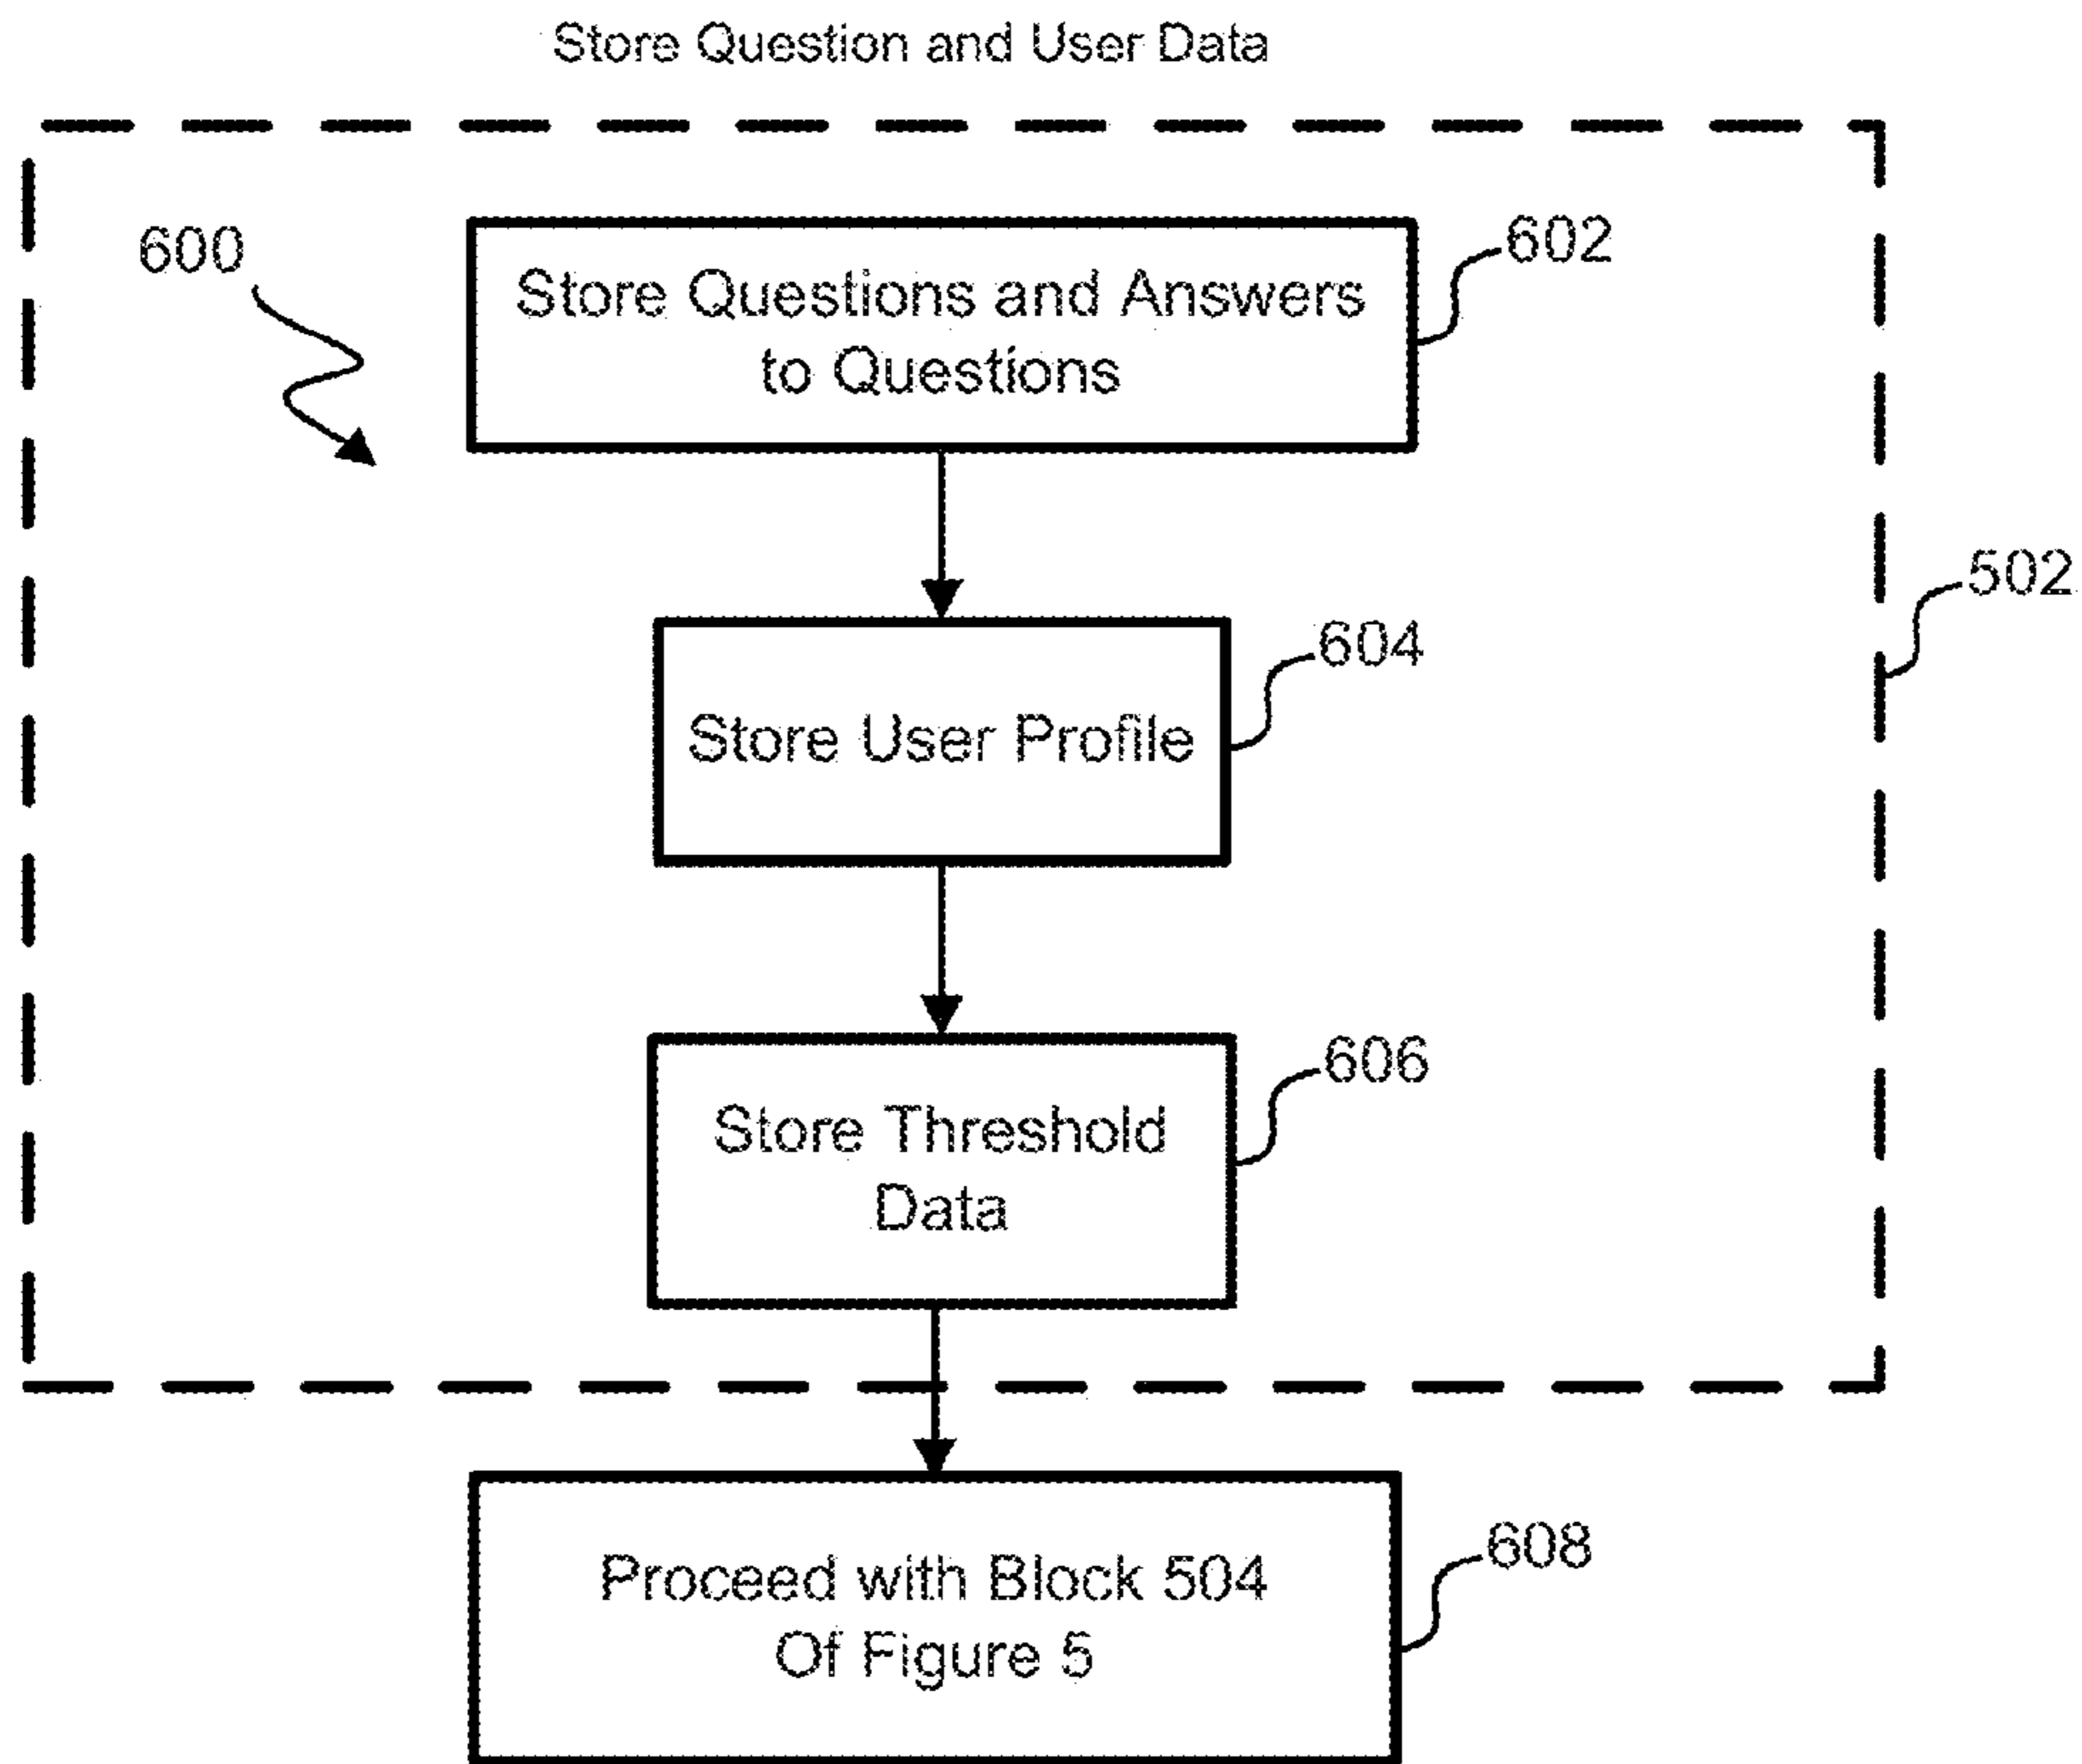 Store Question and User Data
600
602
Store Questions and Answers
to Questions
502
604
Store User Profile
606
Store Threshold
Data
608
Proceed with Block 504
Of Figure 5